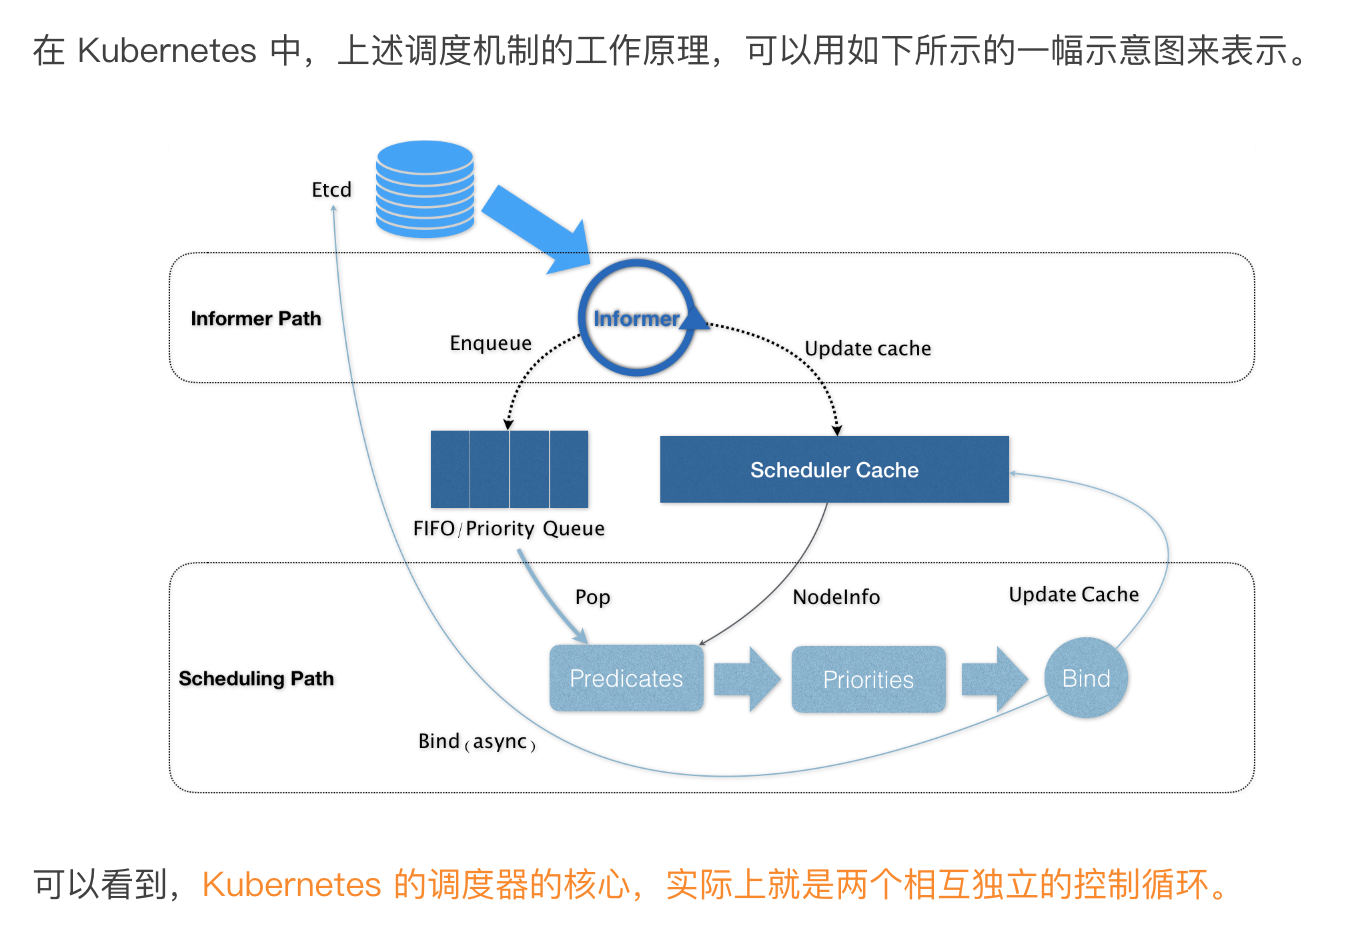 在 Kubernetes 中，上述调度机制的工作原理，可以用如下所示的一幅示意图来表示。
Etcd
Informer Path
Informer
Enqueue
Update cache
Scheduler Cache
FIFO/Priority Queue
Pop
NodeInfo
Update Cache
Scheduling Path
Predicates
Priorities
Bind
Bind(async)
可以看到，Kubernetes 的调度器的核心，实际上就是两个相互独立的控制循环。